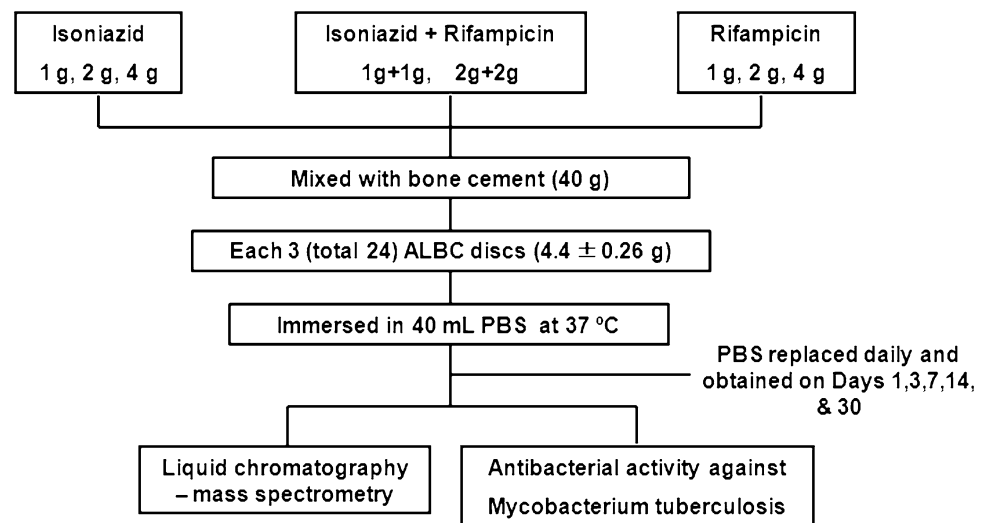 Isoniazid
1 g, 2 g, 4 g
Isoniazid + Rifampicin
1g+1g, 2g+2g
Rifampicin
1 g, 2 g, 4 g
Mixed with bone cement (40 g)
Each 3 (total 24) ALBC discs (4.4 ± 0.26 g)
Immersed in 40 mL PBS at 37 ºC
PBS replaced daily and
obtained on Days 1,3,7,14,
& 30
Liquid chromatography
– mass spectrometry
Antibacterial activity against
Mycobacterium tuberculosis